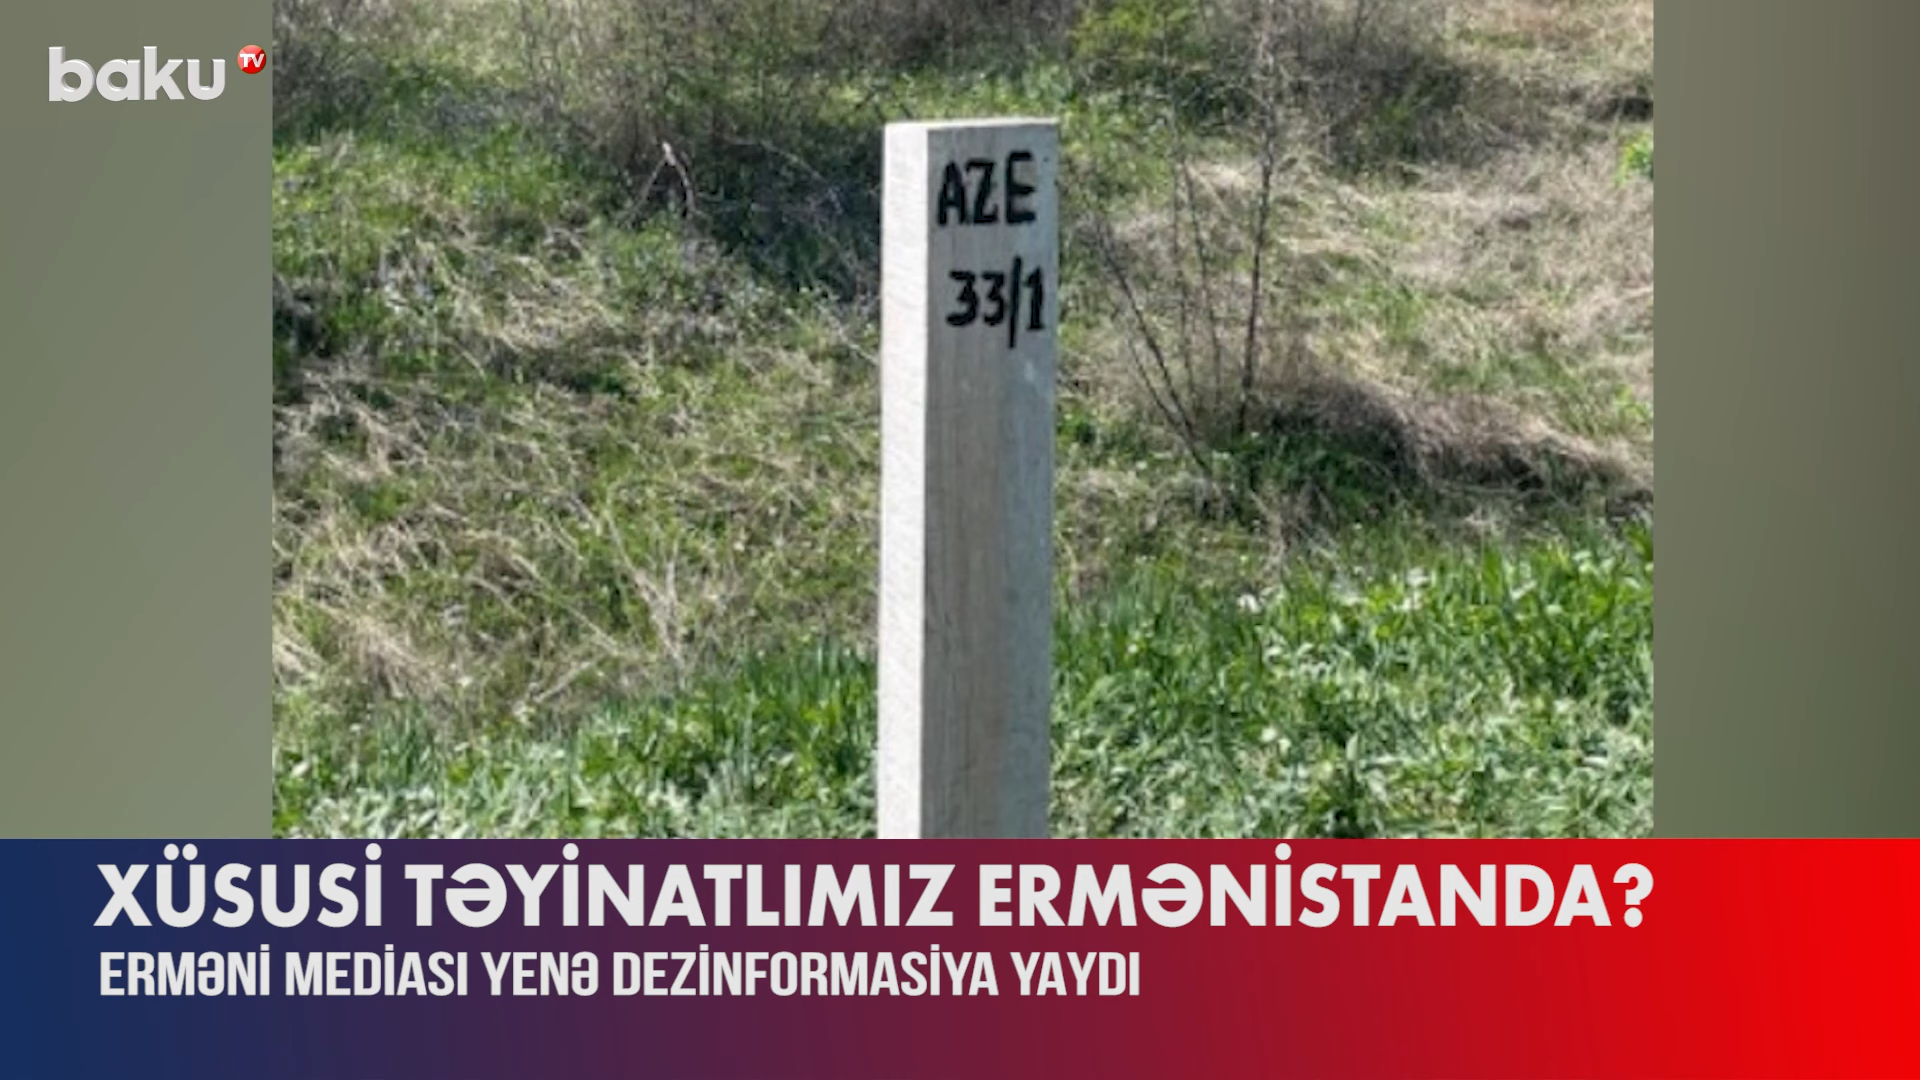 baku TV
AZE
33/1
XÜSUSİ TƏYİNATLIMIZ ERMƏNİSTANDA?
ERMƏNİ MEDİASI YENƏ DEZİNFORMASİYA YAYDI